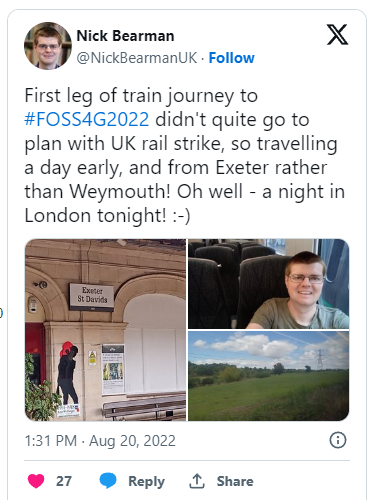 Nick Bearman
@NickBearmanUK · Follow
First leg of train journey to
#FOSS4G2022 didn't quite go to
plan with UK rail strike, so travelling
a day early, and from Exeter rather
than Weymouth! Oh well - a night in
London tonight! :-)
Exeter
St Davids
1:31 PM · Aug 20, 2022
27 Reply Share